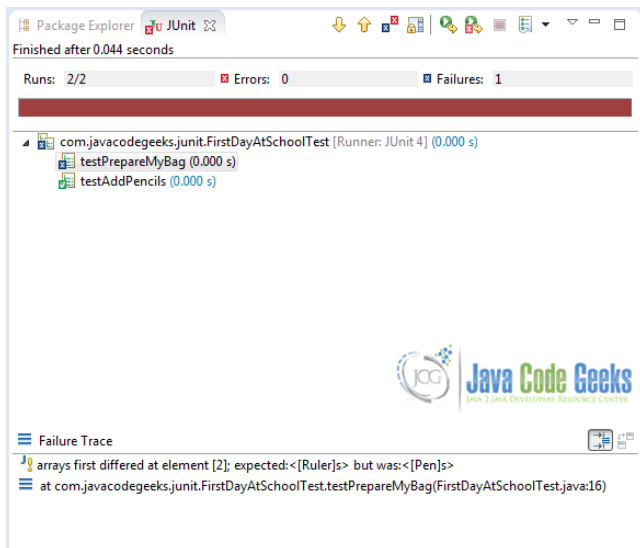 Package Explorer JUnit
Finished after 0.044 seconds
Runs: 2/2 Errors: 0 Failures: 1
com.javacodegeeks.junit.FirstDayAtSchoolTest [Runner: JUnit 4] (0.000 s)
testPrepareMyBag (0.000 s)
testAddPencils (0.000 s)
JCG Java Code Geeks
JAVA 2 JAVA DEVELOPERS RESOURCE CENTER
Failure Trace
arrays first differed at element [2]; expected:<[Ruler]s> but was:<[Pen]s>
at com.javacodegeeks.junit.FirstDayAtSchoolTest.testPrepareMyBag(FirstDayAtSchoolTest.java:16)